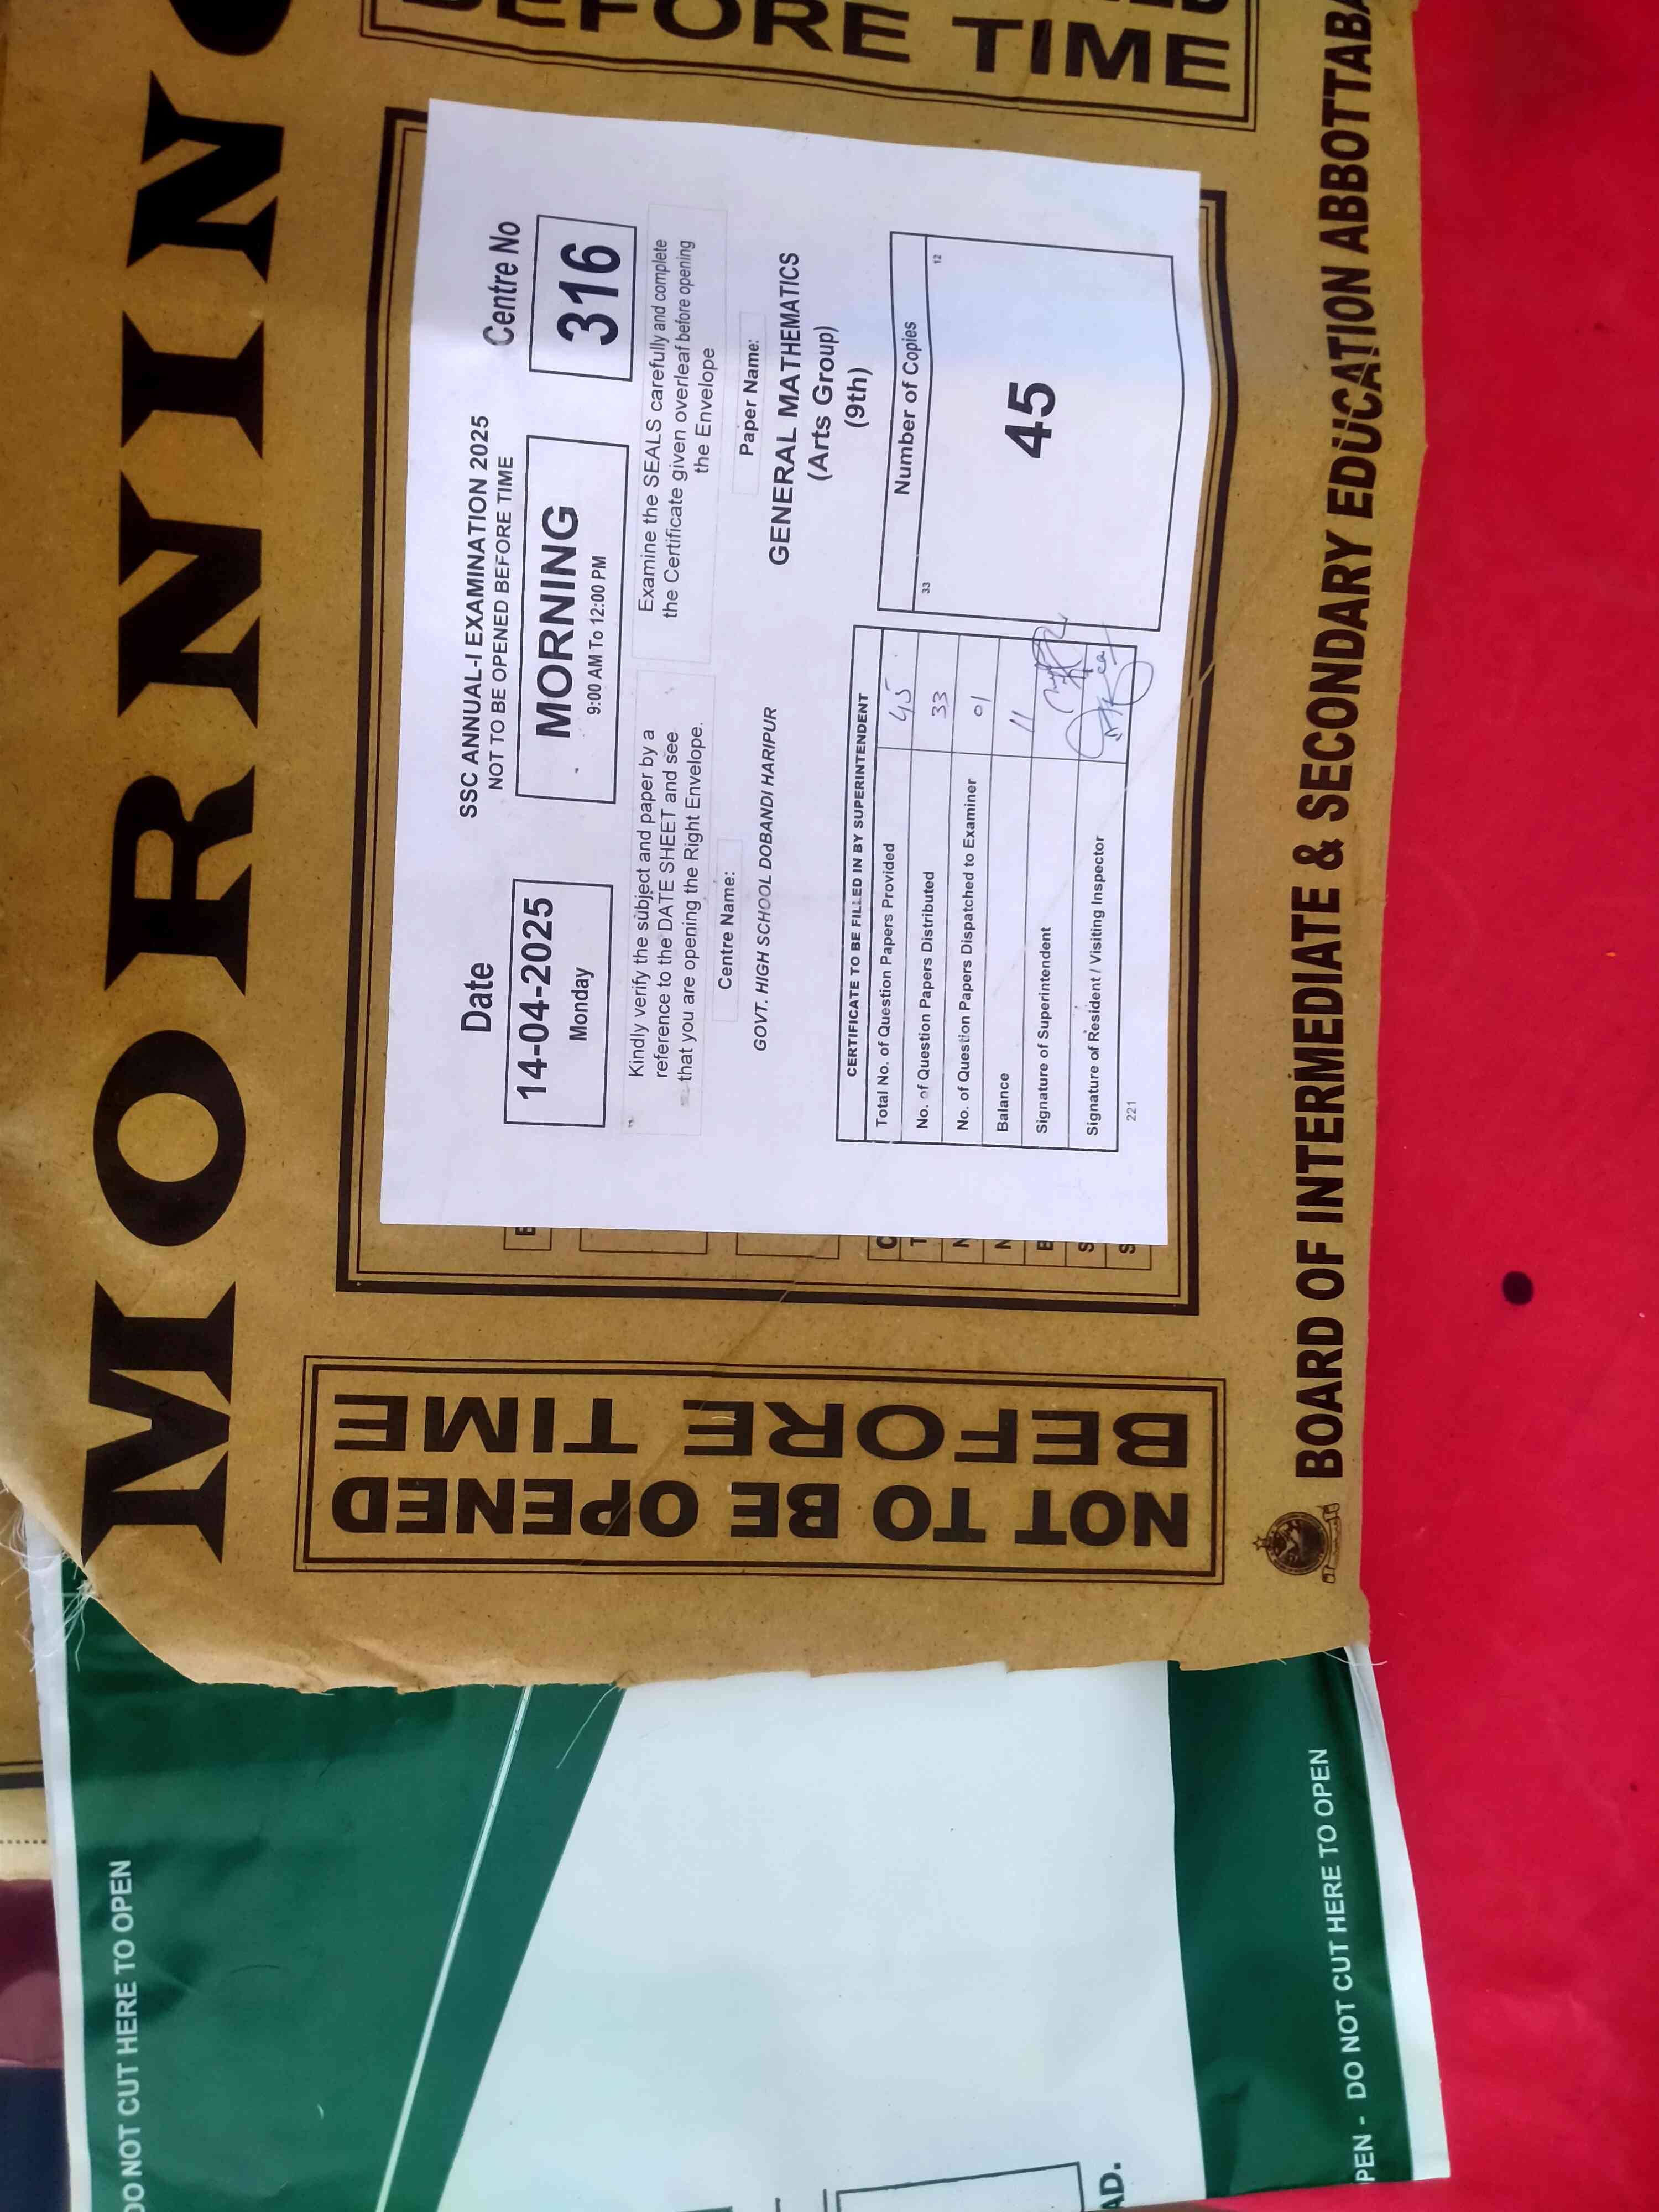 MORNING
BEFORE TIME
Date
14-04-2025
Monday
SSC ANNUAL-I EXAMINATION 2025
NOT TO BE OPENED BEFORE TIME
MORNING
9:00 AM To 12:00 PM
Centre No
316
Kindly verify the subject and paper by a
reference to the DATE SHEET and see
that you are opening the Right Envelope.
Examine the SEALS carefully and complete
the Certificate given overleaf before opening
the Envelope
Centre Name:
GOVT. HIGH SCHOOL DOBANDI HARIPUR
Paper Name:
GENERAL MATHEMATICS
(Arts Group)
(9th)
CERTIFICATE TO BE FILLED IN BY SUPERINTENDENT
Total No. of Question Papers Provided 45
No. of Question Papers Distributed 33
No. of Question Papers Dispatched to Examiner 01
Balance 11
Signature of Superintendent
Signature of Resident / Visiting Inspector
221
Number of Copies
33 12
45
NOT TO BE OPENED
BEFORE TIME
BOARD OF INTERMEDIATE & SECONDARY EDUCATION ABBOTTABA
DO NOT CUT HERE TO OPEN
PEN - DO NOT CUT HERE TO OPEN
AD.